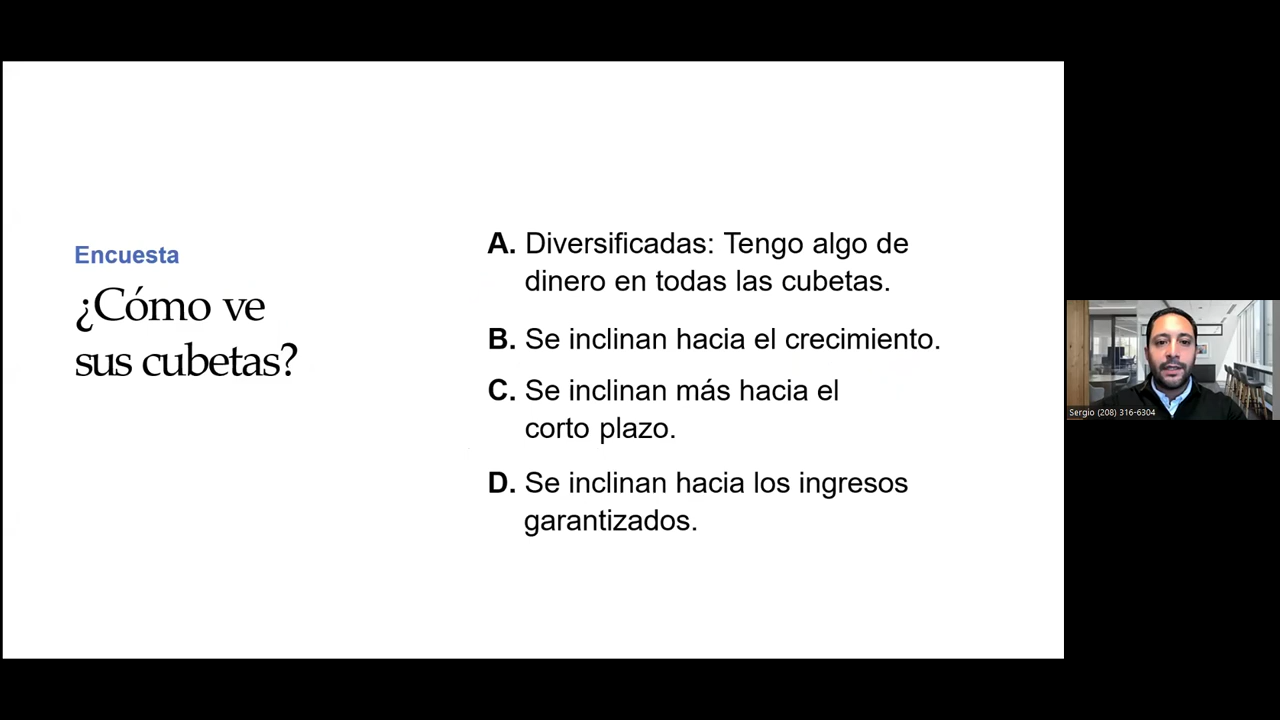 Encuesta
¿Cómo ve
sus cubetas?
A. Diversificadas: Tengo algo de
dinero en todas las cubetas.
B. Se inclinan hacia el crecimiento.
C. Se inclinan más hacia el
corto plazo.
D. Se inclinan hacia los ingresos
garantizados.
Sergio (208) 316-6304